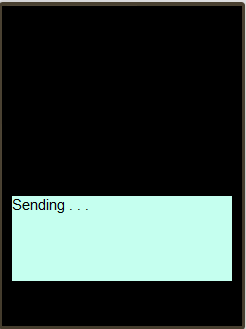 Sending . . .